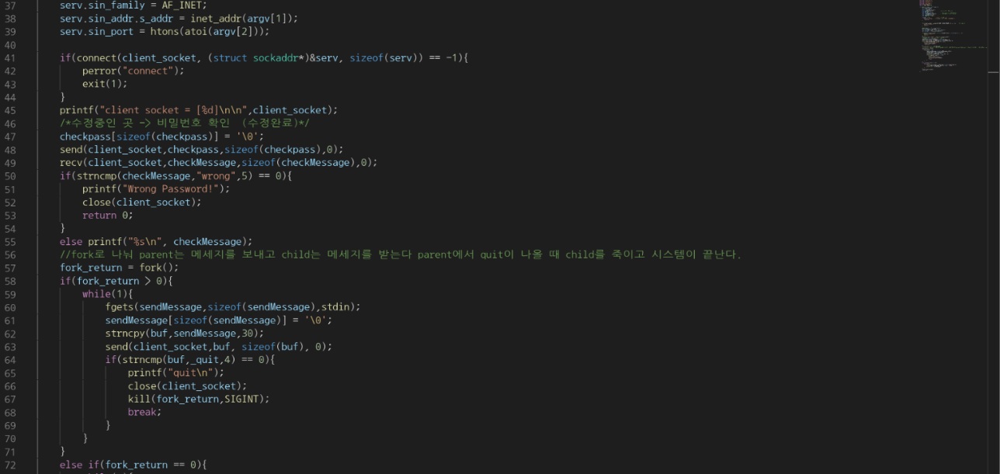 37 serv.sin_family = AF_INET;
38 serv.sin_addr.s_addr = inet_addr(argv[1]);
39 serv.sin_port = htons(atoi(argv[2]));
40
41 if(connect(client_socket, (struct sockaddr*)&serv, sizeof(serv)) == -1){
42 perror("connect");
43 exit(1);
44 }
45 printf("client socket = [%d]\n\n",client_socket);
46 /*수정중인 곳 -> 비밀번호 확인 (수정완료)*/
47 checkpass[sizeof(checkpass)] = '\0';
48 send(client_socket,checkpass,sizeof(checkpass),0);
49 recv(client_socket,checkMessage,sizeof(checkMessage),0);
50 if(strncmp(checkMessage,"wrong",5) == 0){
51 printf("Wrong Password!");
52 close(client_socket);
53 return 0;
54 }
55 else printf("%s\n", checkMessage);
56 //fork로 나눠 parent는 메세지를 보내고 child는 메세지를 받는다 parent에서 quit이 나올 때 child를 죽이고 시스템이 끝난다.
57 fork_return = fork();
58 if(fork_return > 0){
59 while(1){
60 fgets(sendMessage,sizeof(sendMessage),stdin);
61 sendMessage[sizeof(sendMessage)] = '\0';
62 strncpy(buf,sendMessage,30);
63 send(client_socket,buf, sizeof(buf), 0);
64 if(strncmp(buf,_quit,4) == 0){
65 printf("quit\n");
66 close(client_socket);
67 kill(fork_return,SIGINT);
68 break;
69 }
70 }
71 }
72 else if(fork_return == 0){